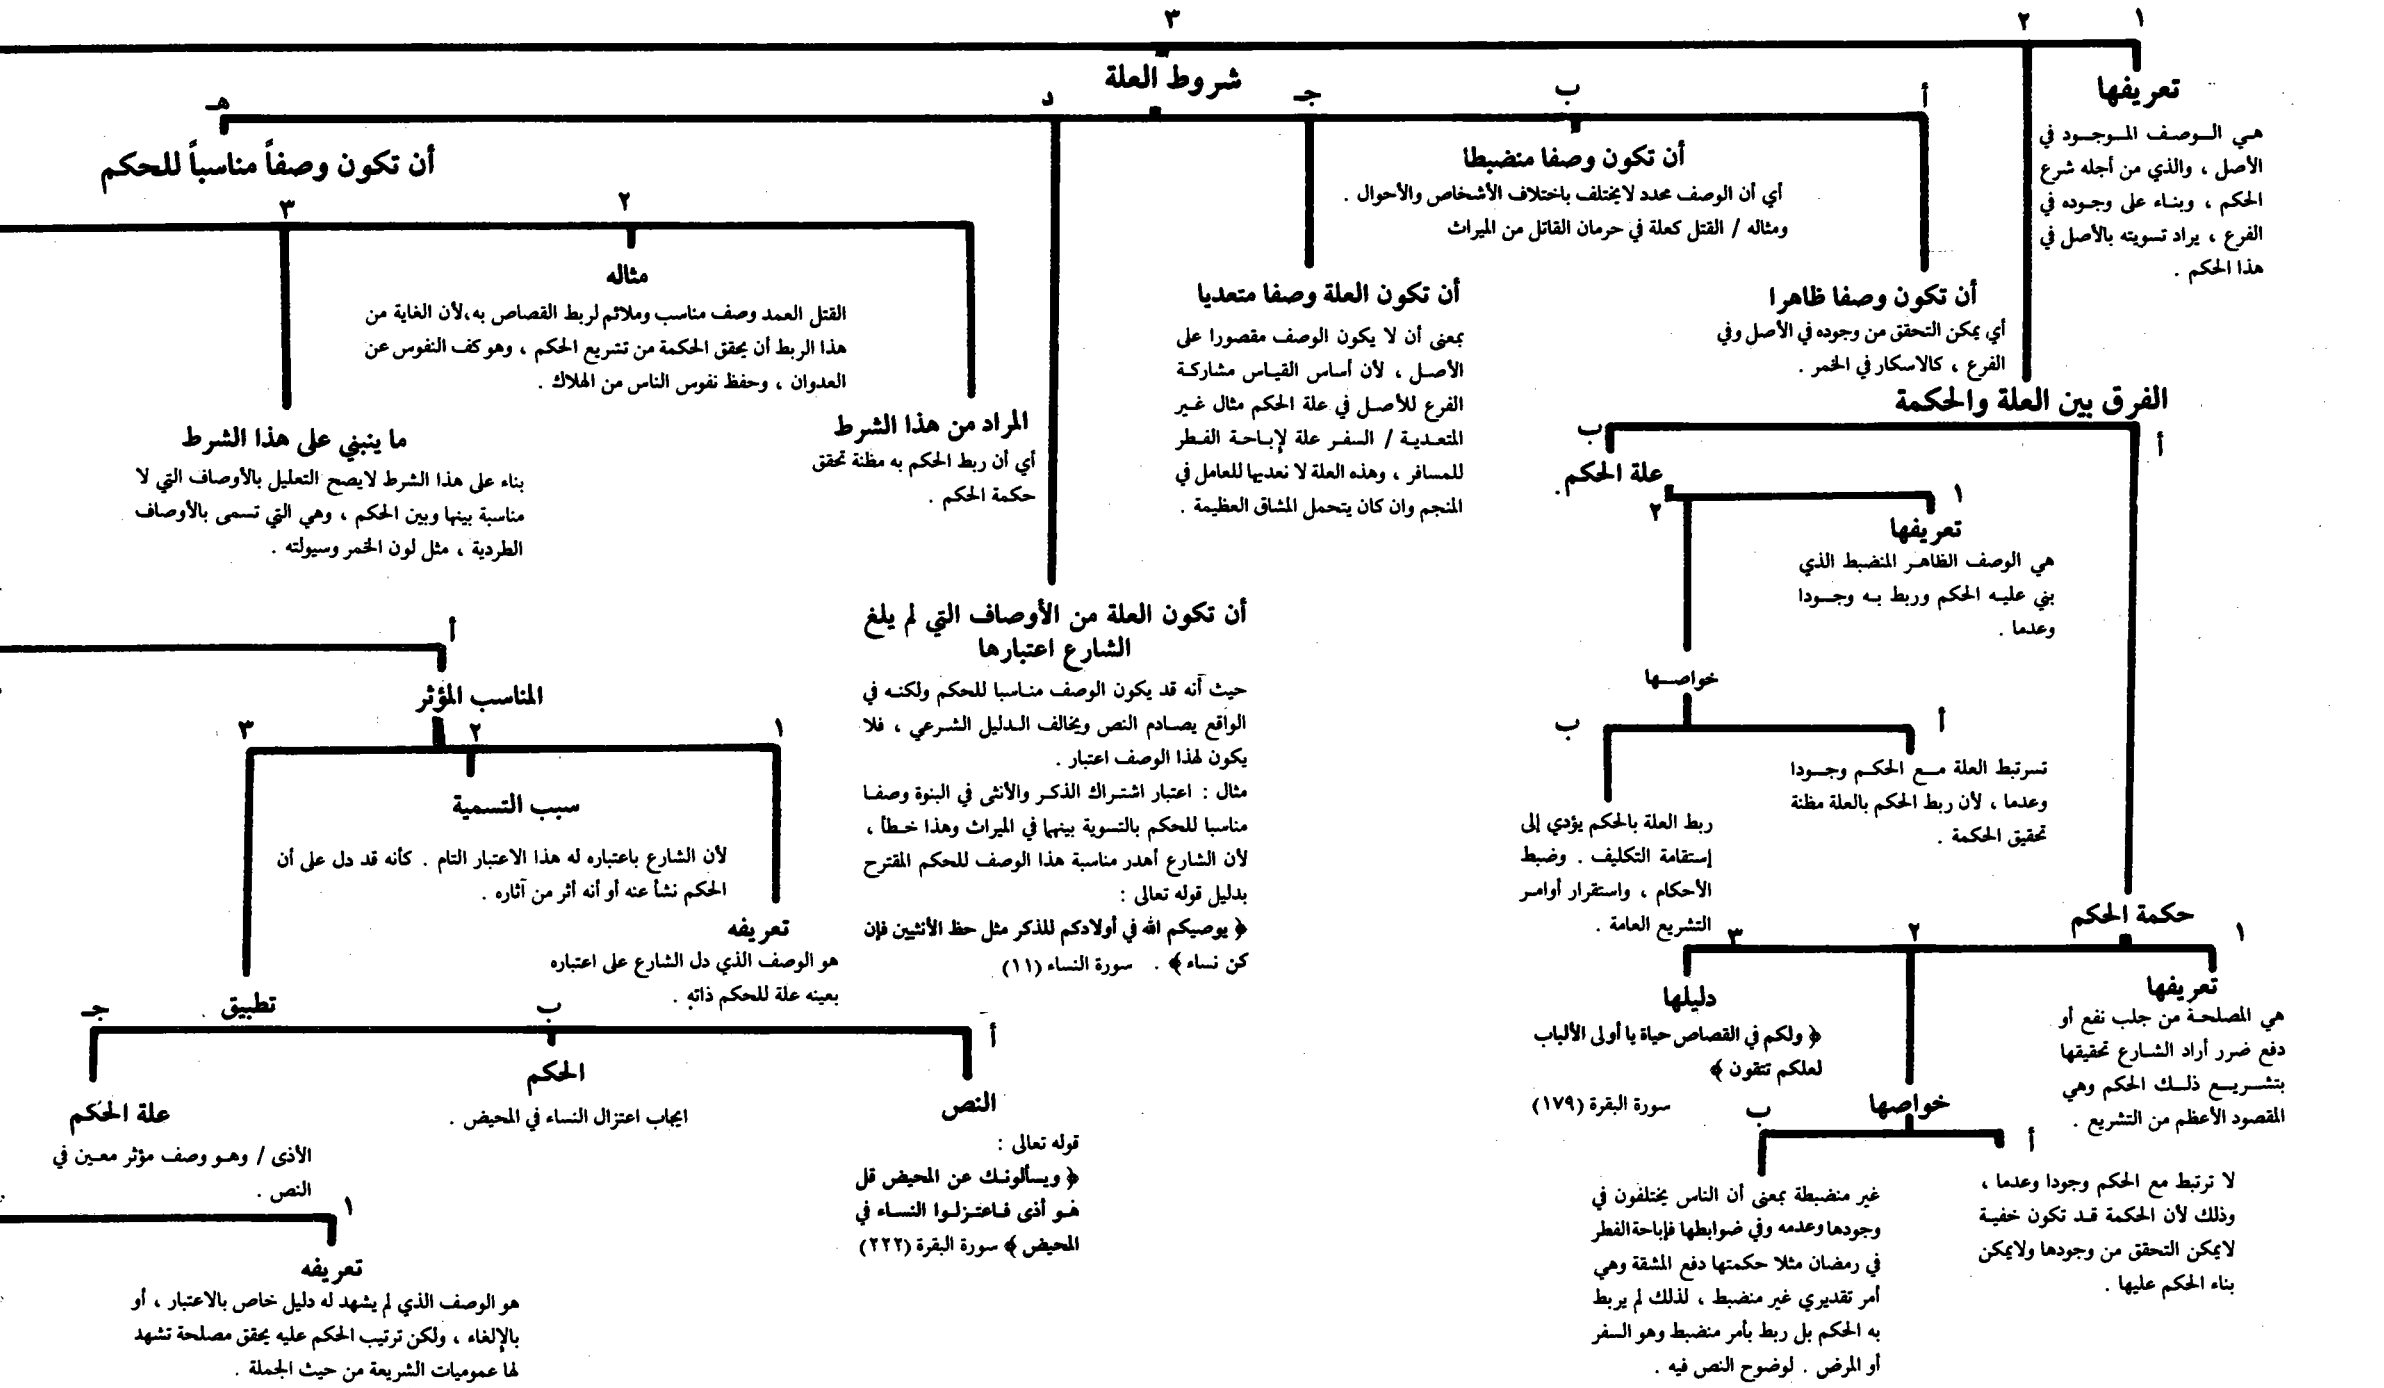 ١
تعريفها
هي الوصف الموجود في
الأصل ، والذي من أجله شرع
الحكم ، وبناء على وجوده في
الفرع ، يراد تسويته بالأصل في
هذا الحكم .
٢
الفرق بين العلة والحكمة
أ
حكمة الحكم
١
تعريفها
هي المصلحة من جلب نفع أو
دفع ضرر أراد الشارع تحقيقها
بتشريع ذلك الحكم وهي
المقصود الأعظم من التشريع .
٢
خواصها
أ
لا ترتبط مع الحكم وجودا وعدما ،
وذلك لأن الحكمة قد تكون خفية
لايمكن التحقق من وجودها ولايمكن
بناء الحكم عليها .
ب
غير منضبطة بمعنى أن الناس يختلفون في
وجودها وعدمه وفي ضوابطها فإباحة الفطر
في رمضان مثلا حكمتها دفع المشقة وهي
أمر تقديري غير منضبط ، لذلك لم يربط
به الحكم بل ربط بأمر منضبط وهو السفر
أو المرض . لوضوح النص فيه .
٣
دليلها
﴿ ولكم في القصاص حياة يا أولى الألباب
لعلكم تتقون ﴾
سورة البقرة (١٧٩)
ب
علة الحكم .
١
تعريفها
هي الوصف الظاهر المنضبط الذي
بني عليه الحكم وربط به وجودا
وعدما .
٢
خواصها
أ
تسرتبط العلة مع الحكم وجودا
وعدما ، لأن ربط الحكم بالعلة مظنة
تحقيق الحكمة .
ب
ربط العلة بالحكم يؤدي إلى
إستقامة التكليف . وضبط
الأحكام ، واستقرار أوامر
التشريع العامة .
٣
شروط العلة
أ
أن تكون وصفا ظاهرا
أي يمكن التحقق من وجوده في الأصل وفي
الفرع ، كالاسكار في الخمر .
ب
أن تكون وصفا منضبطا
أي أن الوصف محدد لايختلف باختلاف الأشخاص والأحوال .
ومثاله / القتل كعلة في حرمان القاتل من الميراث
جـ
أن تكون العلة وصفا متعديا
بمعنى أن لا يكون الوصف مقصورا على
الأصل ، لأن أساس القياس مشاركة
الفرع للأصل في علة الحكم مثال غير
المتعدية / السفر علة لإباحة الفطر
للمسافر ، وهذه العلة لا نعديها للعامل في
المنجم وان كان يتحمل المشاق العظيمة .
د
أن تكون العلة من الأوصاف التي لم يلغ
الشارع اعتبارها
حيث أنه قد يكون الوصف مناسبا للحكم ولكنه في
الواقع يصادم النص ويخالف الدليل الشرعي ، فلا
يكون لهذا الوصف اعتبار .
مثال : اعتبار اشتراك الذكر والأنثى في البنوة وصفا
مناسبا للحكم بالتسوية بينهما في الميراث وهذا خطأ ،
لأن الشارع أهدر مناسبة هذا الوصف للحكم المقترح
بدليل قوله تعالى :
﴿ يوصيكم الله في أولادكم للذكر مثل حظ الأنثيين فإن
كن نساء ﴾ . سورة النساء (١١)
هـ
أن تكون وصفاً مناسباً للحكم
المراد من هذا الشرط
أي أن ربط الحكم به مظنة تحقق
حكمة الحكم .
٢
مثاله
القتل العمد وصف مناسب وملائم لربط القصاص به،لأن الغاية من
هذا الربط أن يحقق الحكمة من تشريع الحكم ، وهو كف النفوس عن
العدوان ، وحفظ نفوس الناس من الهلاك .
٣
ما ينبني على هذا الشرط
بناء على هذا الشرط لايصح التعليل بالأوصاف التي لا
مناسبة بينها وبين الحكم ، وهي التي تسمى بالأوصاف
الطردية ، مثل لون الخمر وسيولته .
أ
المناسب المؤثر
١
تعريفه
هو الوصف الذي دل الشارع على اعتباره
بعينه علة للحكم ذاته .
٢
سبب التسمية
لأن الشارع باعتباره له هذا الاعتبار التام . كأنه قد دل على أن
الحكم نشأ عنه أو أنه أثر من آثاره .
٣
تطبيق
أ
النص
قوله تعالى :
﴿ ويسألونك عن المحيض قل
هو أذى فاعتزلوا النساء في
المحيض ﴾ سورة البقرة (٢٢٢)
ب
الحكم
ايجاب اعتزال النساء في المحيض .
جـ
علة الحكم
الأذى / وهو وصف مؤثر معين في
النص .
١
تعريفه
هو الوصف الذي لم يشهد له دليل خاص بالاعتبار ، أو
بالإلغاء ، ولكن ترتيب الحكم عليه يحقق مصلحة تشهد
لها عموميات الشريعة من حيث الجملة .